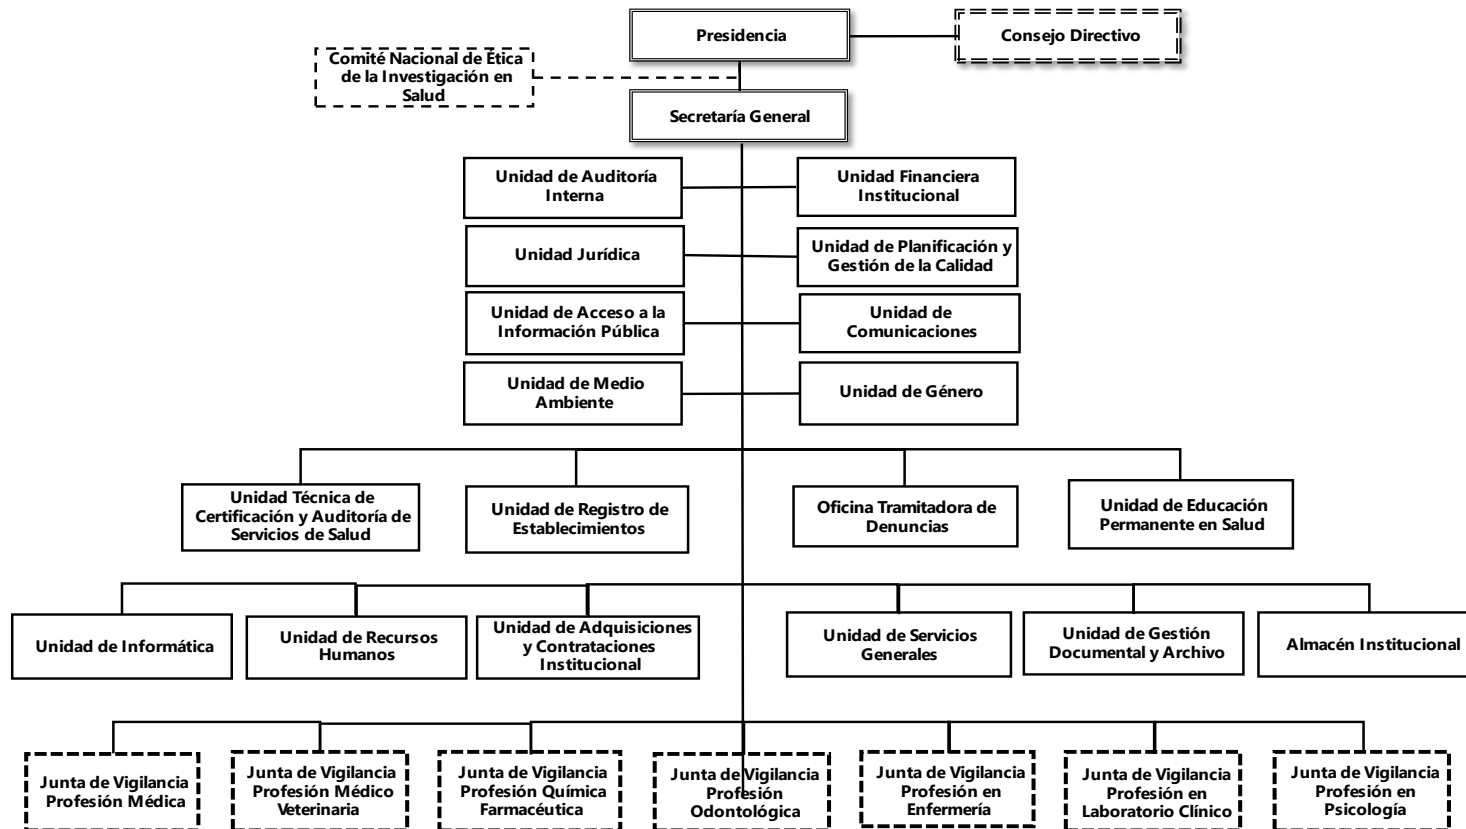 Presidencia
Consejo Directivo
Comité Nacional de Ética
de la Investigación en
Salud
Secretaría General
Unidad de Auditoría
Interna
Unidad Financiera
Institucional
Unidad Jurídica
Unidad de Planificación y
Gestión de la Calidad
Unidad de Acceso a la
Información Pública
Unidad de
Comunicaciones
Unidad de Medio
Ambiente
Unidad de Género
Unidad Técnica de
Certificación y Auditoría de
Servicios de Salud
Unidad de Registro de
Establecimientos
Oficina Tramitadora de
Denuncias
Unidad de Educación
Permanente en Salud
Unidad de Informática
Unidad de Recursos
Humanos
Unidad de Adquisiciones
y Contrataciones
Institucional
Unidad de Servicios
Generales
Unidad de Gestión
Documental y Archivo
Almacén Institucional
Junta de Vigilancia
Profesión Médica
Junta de Vigilancia
Profesión Médico
Veterinaria
Junta de Vigilancia
Profesión Química
Farmacéutica
Junta de Vigilancia
Profesión
Odontológica
Junta de Vigilancia
Profesión en
Enfermería
Junta de Vigilancia
Profesión en
Laboratorio Clínico
Junta de Vigilancia
Profesión en
Psicología